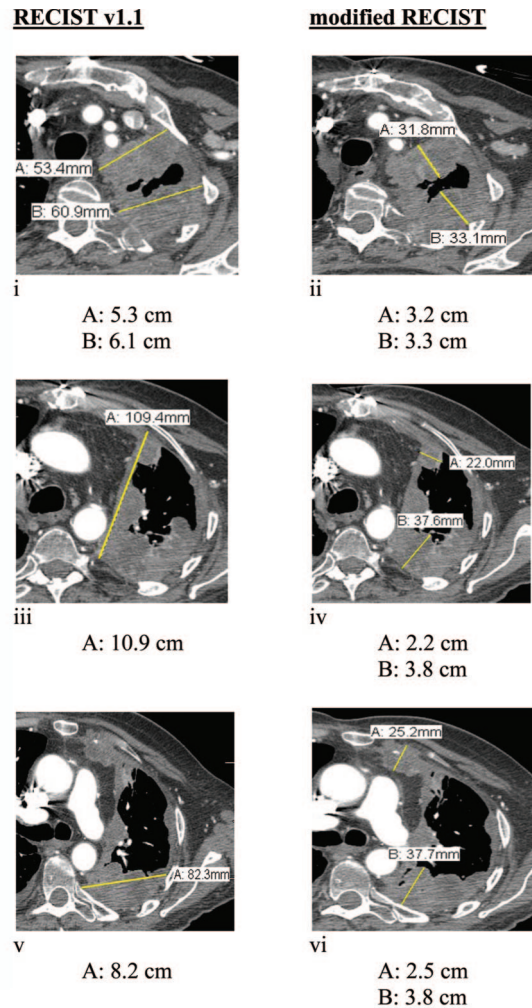 RECIST v1.1 modified RECIST
A: 53.4mm
B: 60.9mm
A: 31.8mm
B: 33.1mm
i ii
A: 5.3 cm A: 3.2 cm
B: 6.1 cm B: 3.3 cm
A: 109.4mm
A: 22.0mm
B: 37.6mm
iii iv
A: 10.9 cm A: 2.2 cm
B: 3.8 cm
A: 82.3mm
A: 25.2mm
B: 37.7mm
v vi
A: 8.2 cm A: 2.5 cm
B: 3.8 cm